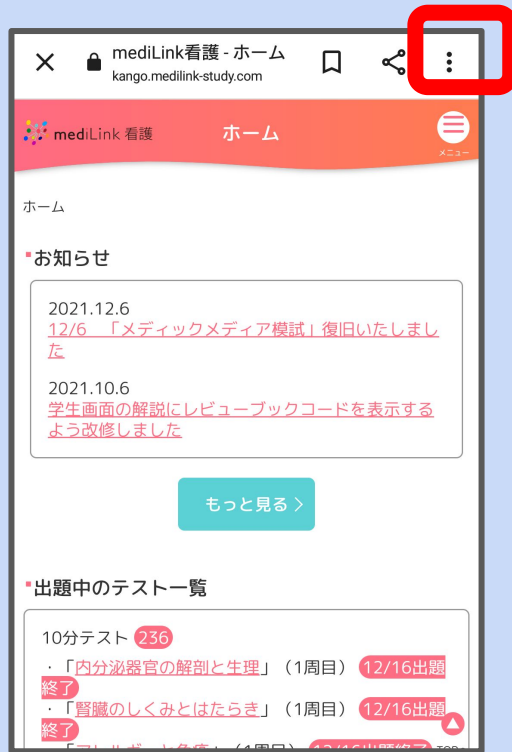 mediLink看護 - ホーム
kango.medilink-study.com
mediLink 看護
ホーム
メニュー
ホーム
お知らせ
2021.12.6
12/6 「メディックメディア模試」復旧いたしまし
た
2021.10.6
学生画面の解説にレビューブックコードを表示する
よう改修しました
もっと見る
出題中のテスト一覧
10分テスト 236
・「内分泌器官の解剖と生理」（1周目） 12/16出題
終了
・「腎臓のしくみとはたらき」（1周目） 12/16出題
終了